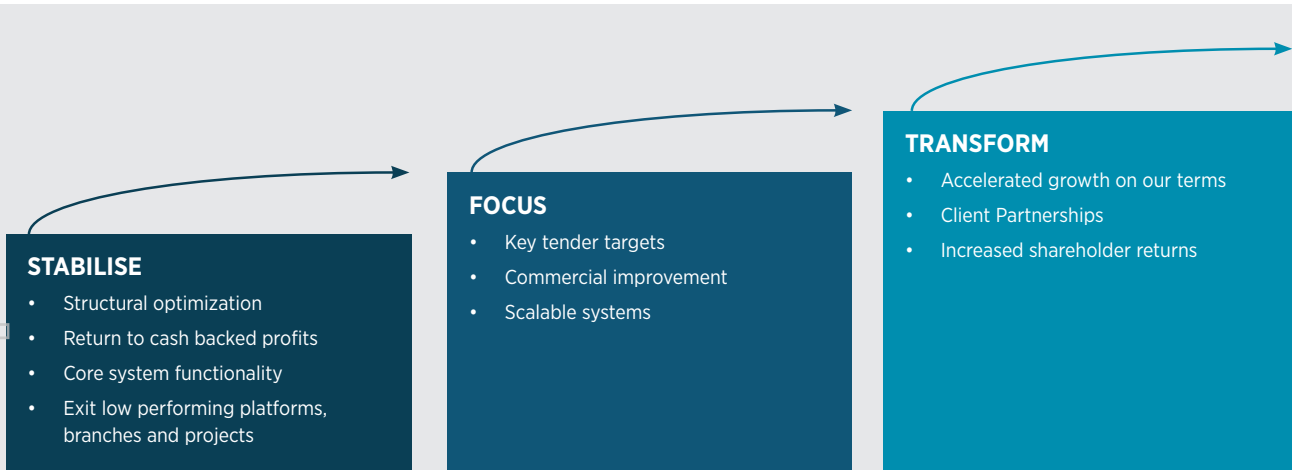 STABILISE
• Structural optimization
• Return to cash backed profits
• Core system functionality
• Exit low performing platforms,
branches and projects
FOCUS
• Key tender targets
• Commercial improvement
• Scalable systems
TRANSFORM
• Accelerated growth on our terms
• Client Partnerships
• Increased shareholder returns